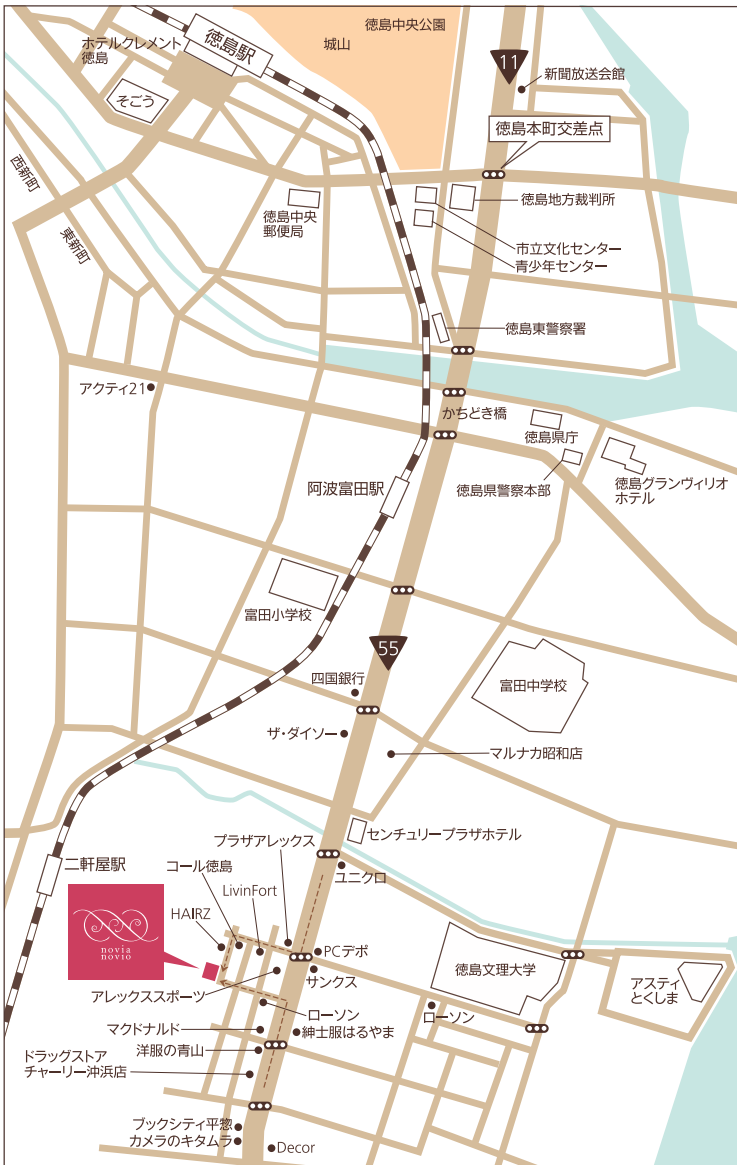 徳島中央公園
城山
徳島駅
ホテルクレメント
徳島
そごう
11
新聞放送会館
徳島本町交差点
西新町
東新町
徳島中央
郵便局
徳島地方裁判所
市立文化センター
青少年センター
徳島東警察署
アクティ21
かちどき橋
徳島県庁
徳島県警察本部
徳島グランヴィリオ
ホテル
阿波富田駅
富田小学校
55
富田中学校
四国銀行
ザ・ダイソー
マルナカ昭和店
センチュリープラザホテル
プラザアレックス
ユニクロ
二軒屋駅
コール徳島
LivinFort
HAIRZ
novia
novio
PCデポ
サンクス
アレックススポーツ
徳島文理大学
アスティ
とくしま
ローソン
ローソン
マクドナルド
紳士服はるやま
洋服の青山
ドラッグストア
チャーリー沖浜店
ブックシティ平惣
カメラのキタムラ
Decor